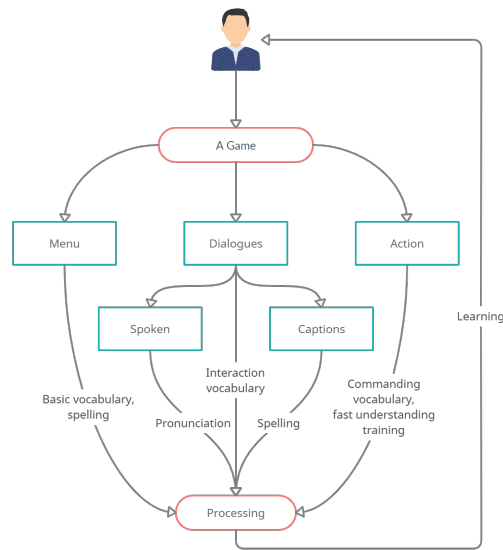 A Game
Menu
Dialogues
Action
Spoken
Captions
Learning
Interaction
vocabulary
Commanding
vocabulary,
fast understanding
training
Basic vocabulary,
spelling
Pronunciation
Spelling
Processing